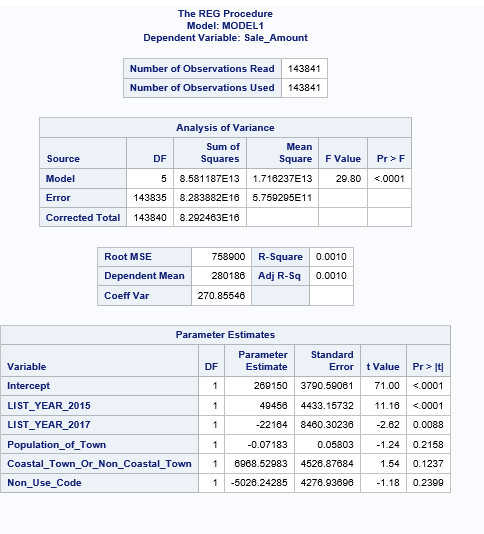 The REG Procedure
Model: MODEL1
Dependent Variable: Sale_Amount
Number of Observations Read 143841
Number of Observations Used 143841
Analysis of Variance
Source DF Sum of Squares Mean Square F Value Pr > F
Model 5 8.581187E13 1.716237E13 29.80 <.0001
Error 143835 8.283882E16 5.759295E11
Corrected Total 143840 8.292463E16
Root MSE 758900 R-Square 0.0010
Dependent Mean 280186 Adj R-Sq 0.0010
Coeff Var 270.85546
Parameter Estimates
Variable DF Parameter Estimate Standard Error t Value Pr > |t|
Intercept 1 269150 3790.59061 71.00 <.0001
LIST_YEAR_2015 1 49456 4433.15732 11.16 <.0001
LIST_YEAR_2017 1 -22164 8460.30236 -2.62 0.0088
Population_of_Town 1 -0.07183 0.05803 -1.24 0.2158
Coastal_Town_Or_Non_Coastal_Town 1 6968.52983 4526.87684 1.54 0.1237
Non_Use_Code 1 -5026.24285 4276.93696 -1.18 0.2399